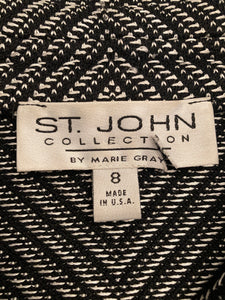 ST. JOHN
COLLECTION
BY MARIE GRAY
8
MADE
IN U.S.A.